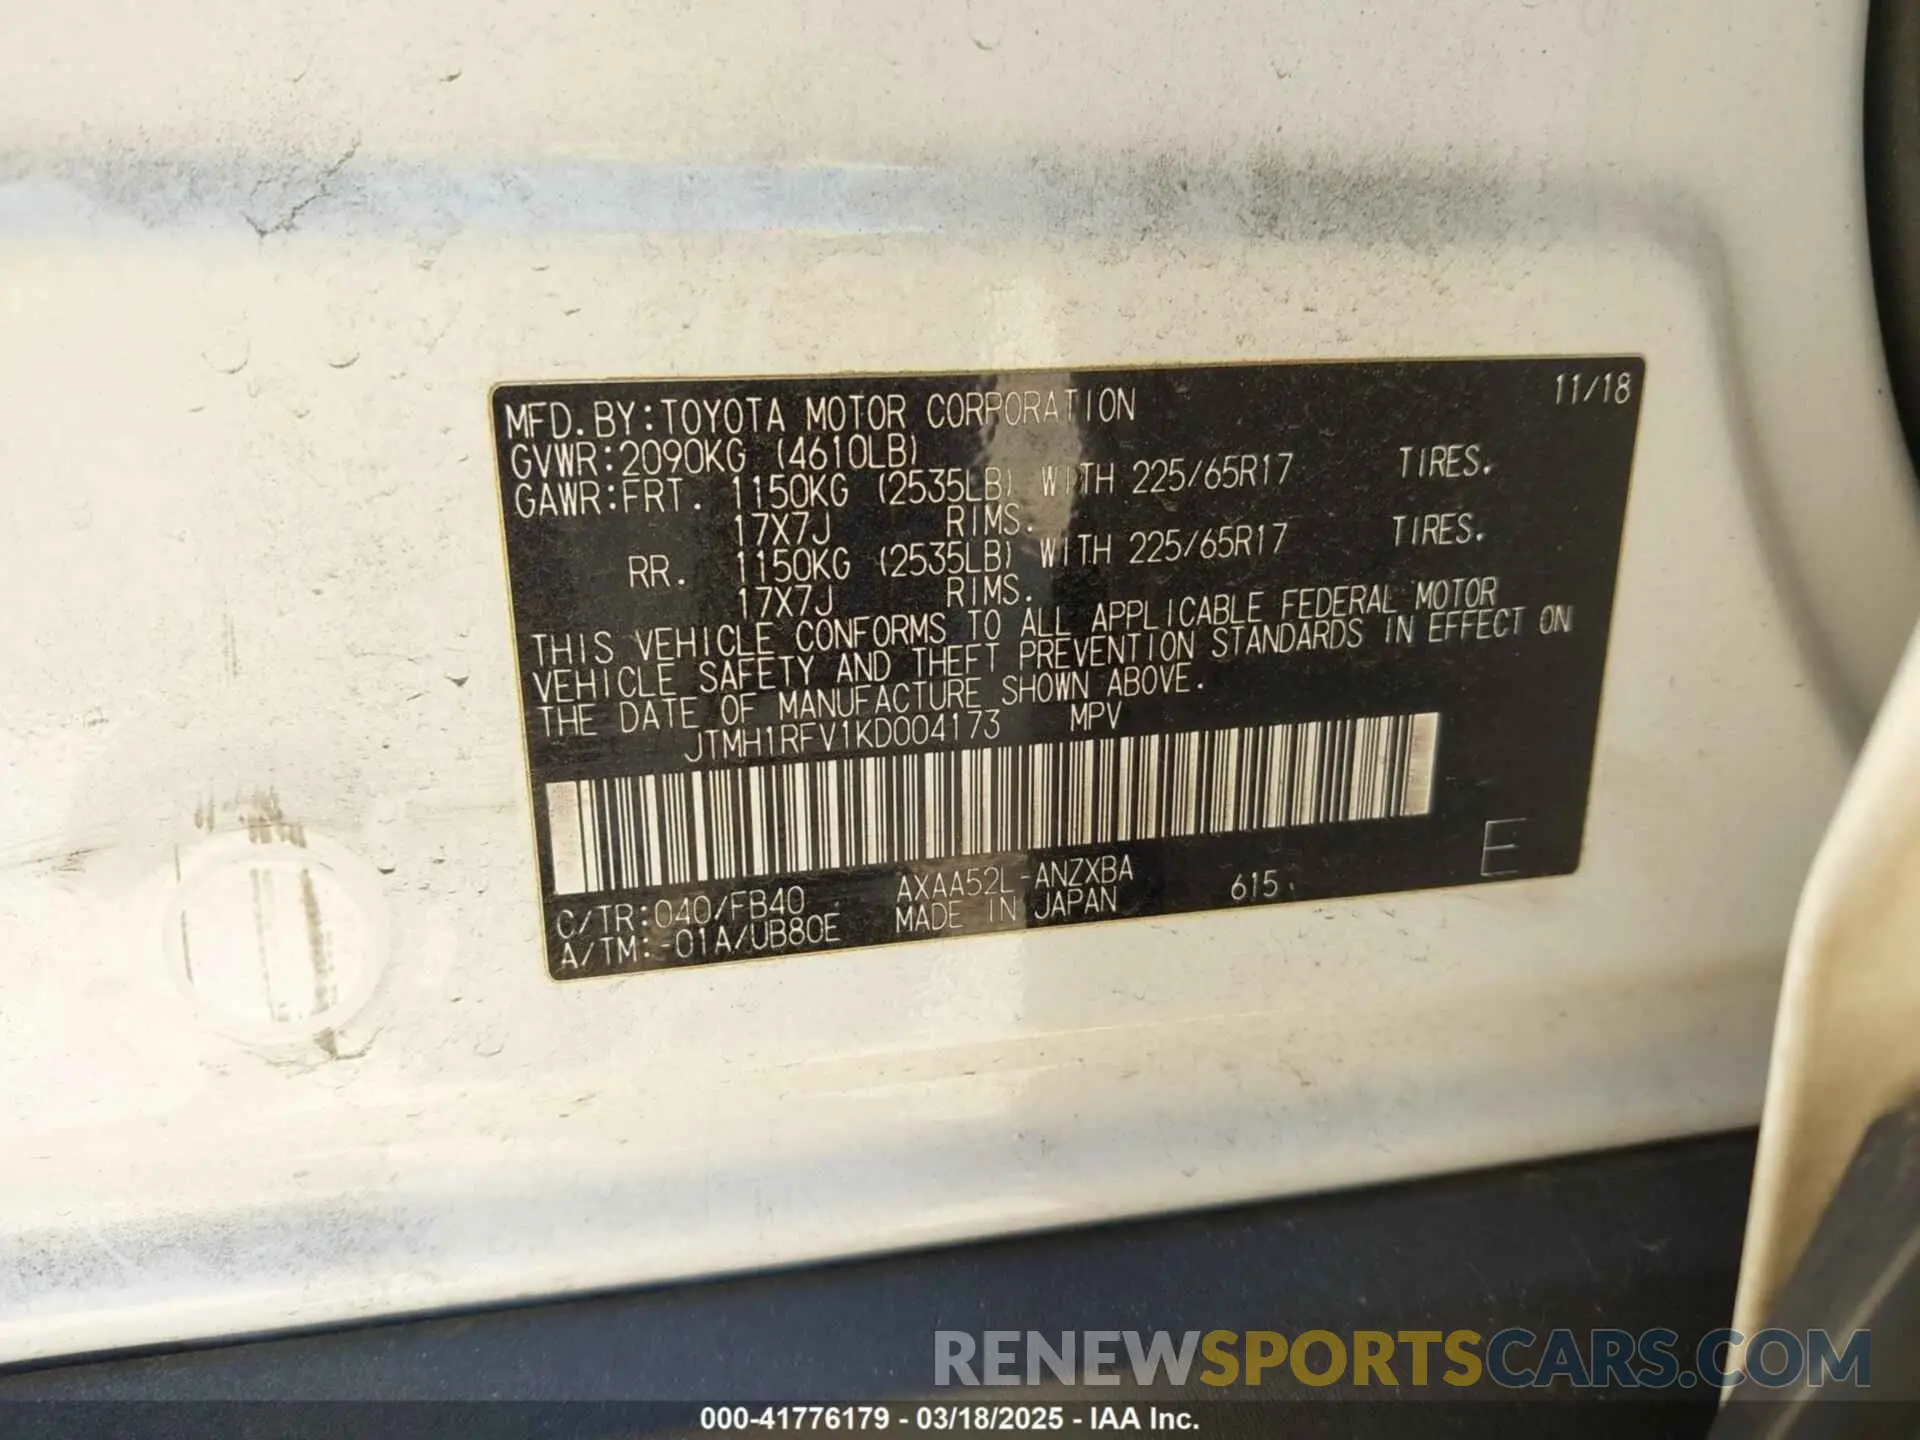 11/18
MFD.BY:TOYOTA MOTOR CORPORATION
GVWR:2090KG (4610LB)
GAWR:FRT. 1150KG (2535LB) WITH 225/65R17 TIRES.
17X7J RIMS.
RR. 1150KG (2535LB) WITH 225/65R17 TIRES.
17X7J RIMS.
THIS VEHICLE CONFORMS TO ALL APPLICABLE FEDERAL MOTOR
VEHICLE SAFETY AND THEFT PREVENTION STANDARDS IN EFFECT ON
THE DATE OF MANUFACTURE SHOWN ABOVE.
JTMH1RFV1KD004173 MPV
C/TR:040/FB40 AXAA52L-ANZXBA 615 E
A/TM:-01A/UB80E MADE IN JAPAN
RENEWSPORTSCARS.COM
000-41776179 - 03/18/2025 - IAA Inc.